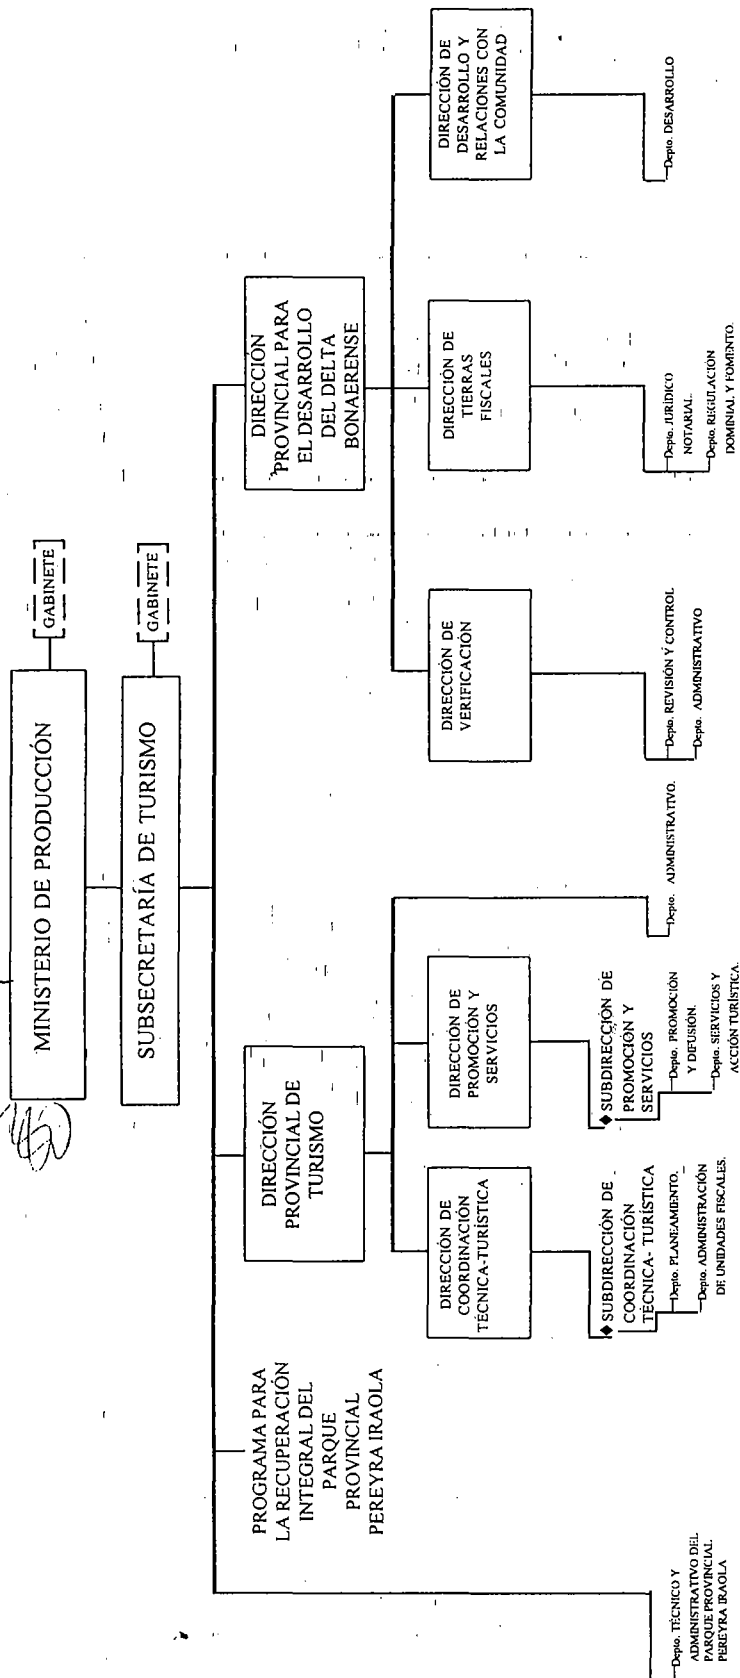 MINISTERIO DE PRODUCCIÓN
GABINETE
SUBSECRETARÍA DE TURISMO
GABINETE
PROGRAMA PARA
LA RECUPERACIÓN
INTEGRAL DEL
PARQUE
PROVINCIAL
PEREYRA IRAOLA
DIRECCIÓN
PROVINCIAL DE
TURISMO
DIRECCIÓN
PROVINCIAL PARA
EL DESARROLLO
DEL DELTA
BONAERENSE
DIRECCIÓN DE
COORDINACIÓN
TÉCNICA-TURÍSTICA
DIRECCIÓN DE
PROMOCIÓN Y
SERVICIOS
DIRECCIÓN DE
VERIFICACIÓN
DIRECCIÓN DE
TIERRAS
FISCALES
DIRECCIÓN DE
DESARROLLO Y
RELACIONES CON
LA COMUNIDAD
Depto. TÉCNICO Y
ADMINISTRATIVO DEL
PARQUE PROVINCIAL
PEREYRA IRAOLA
◆ SUBDIRECCIÓN DE
COORDINACIÓN
TÉCNICA- TURÍSTICA
Depto. PLANEAMIENTO.
Depto. ADMINISTRACIÓN
DE UNIDADES FISCALES.
◆ SUBDIRECCIÓN DE
PROMOCIÓN Y
SERVICIOS
Depto. PROMOCIÓN
Y DIFUSIÓN.
Depto. SERVICIOS Y
ACCIÓN TURÍSTICA.
Depto. ADMINISTRATIVO.
Depto. REVISIÓN Y CONTROL
Depto. ADMINISTRATIVO
Depto. JURÍDICO
NOTARIAL.
Depto. REGULACIÓN
DOMINIAL Y FOMENTO.
Depto. DESARROLLO